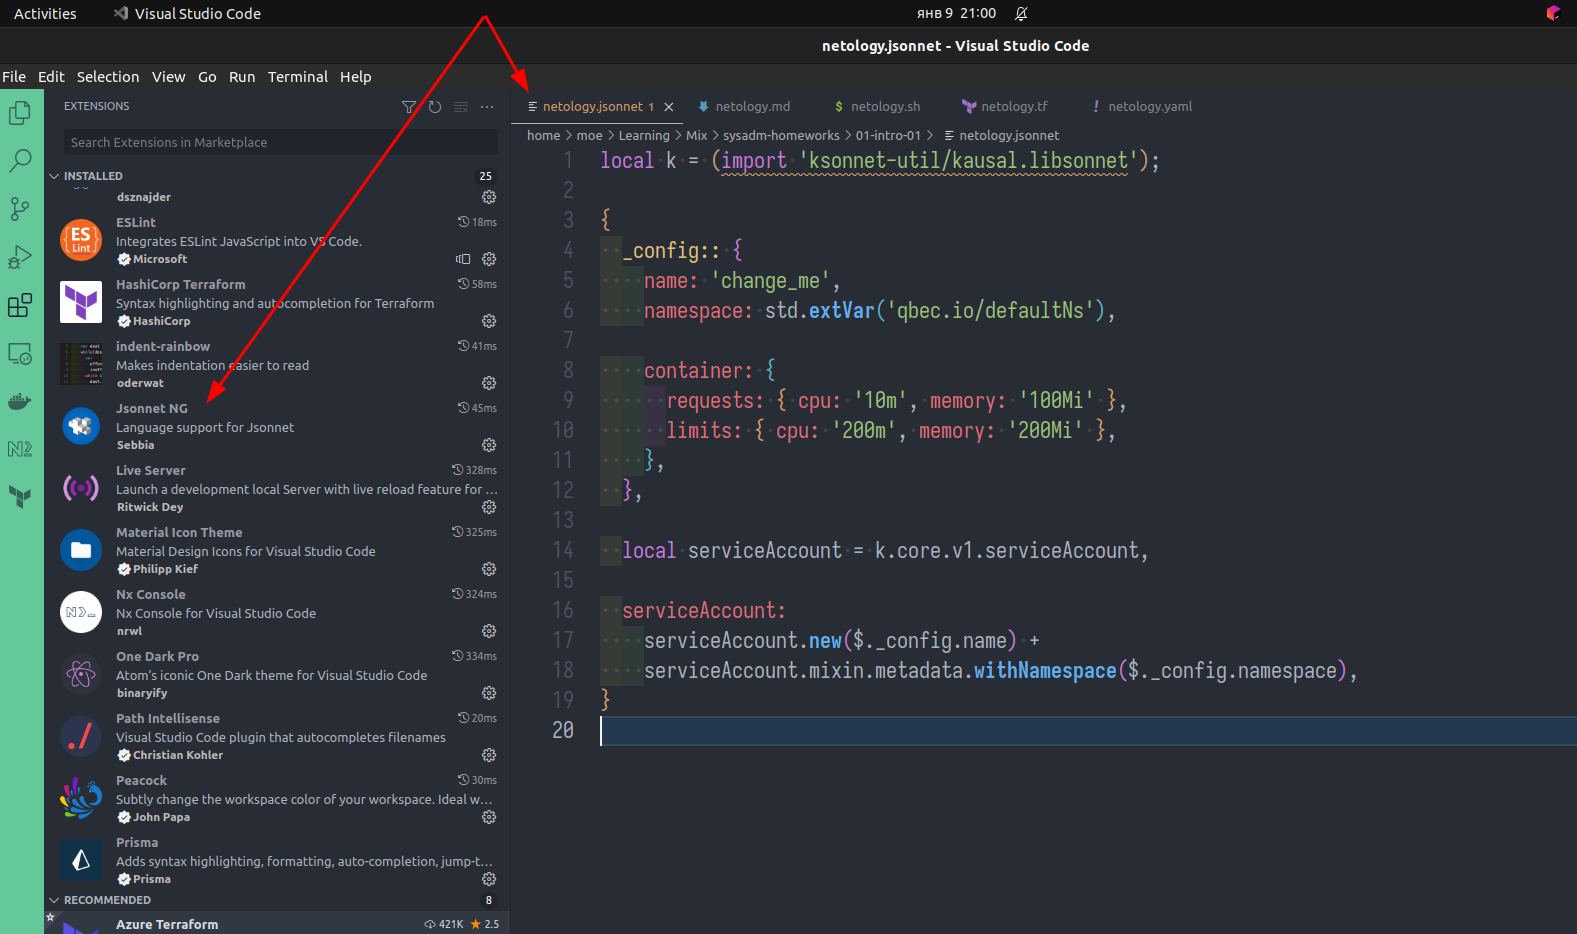 Activities
Visual Studio Code
янв 9 21:00
netology.jsonnet - Visual Studio Code
File Edit Selection View Go Run Terminal Help
EXTENSIONS
Search Extensions in Marketplace
INSTALLED 25
dsznajder
ESLint 18ms
Integrates ESLint JavaScript into VS Code.
Microsoft
HashiCorp Terraform 58ms
Syntax highlighting and autocompletion for Terraform
HashiCorp
indent-rainbow 41ms
Makes indentation easier to read
oderwat
Jsonnet NG 45ms
Language support for Jsonnet
Sebbia
Live Server 328ms
Launch a development local Server with live reload feature for ...
Ritwick Dey
Material Icon Theme 325ms
Material Design Icons for Visual Studio Code
Philipp Kief
Nx Console 324ms
Nx Console for Visual Studio Code
nrwl
One Dark Pro 334ms
Atom's iconic One Dark theme for Visual Studio Code
binaryify
Path Intellisense 20ms
Visual Studio Code plugin that autocompletes filenames
Christian Kohler
Peacock 30ms
Subtly change the workspace color of your workspace. Ideal w...
John Papa
Prisma
Adds syntax highlighting, formatting, auto-completion, jump-t...
Prisma
RECOMMENDED 8
Azure Terraform 421K 2.5
netology.jsonnet 1 netology.md netology.sh netology.tf netology.yaml
home > moe > Learning > Mix > sysadm-homeworks > 01-intro-01 > netology.jsonnet
1 local k = (import 'ksonnet-util/kausal.libsonnet');
2
3 {
4 _config:: {
5 name: 'change_me',
6 namespace: std.extVar('qbec.io/defaultNs'),
7
8 container: {
9 requests: { cpu: '10m', memory: '100Mi' },
10 limits: { cpu: '200m', memory: '200Mi' },
11 },
12 },
13
14 local serviceAccount = k.core.v1.serviceAccount,
15
16 serviceAccount:
17 serviceAccount.new($._config.name) +
18 serviceAccount.mixin.metadata.withNamespace($._config.namespace),
19 }
20